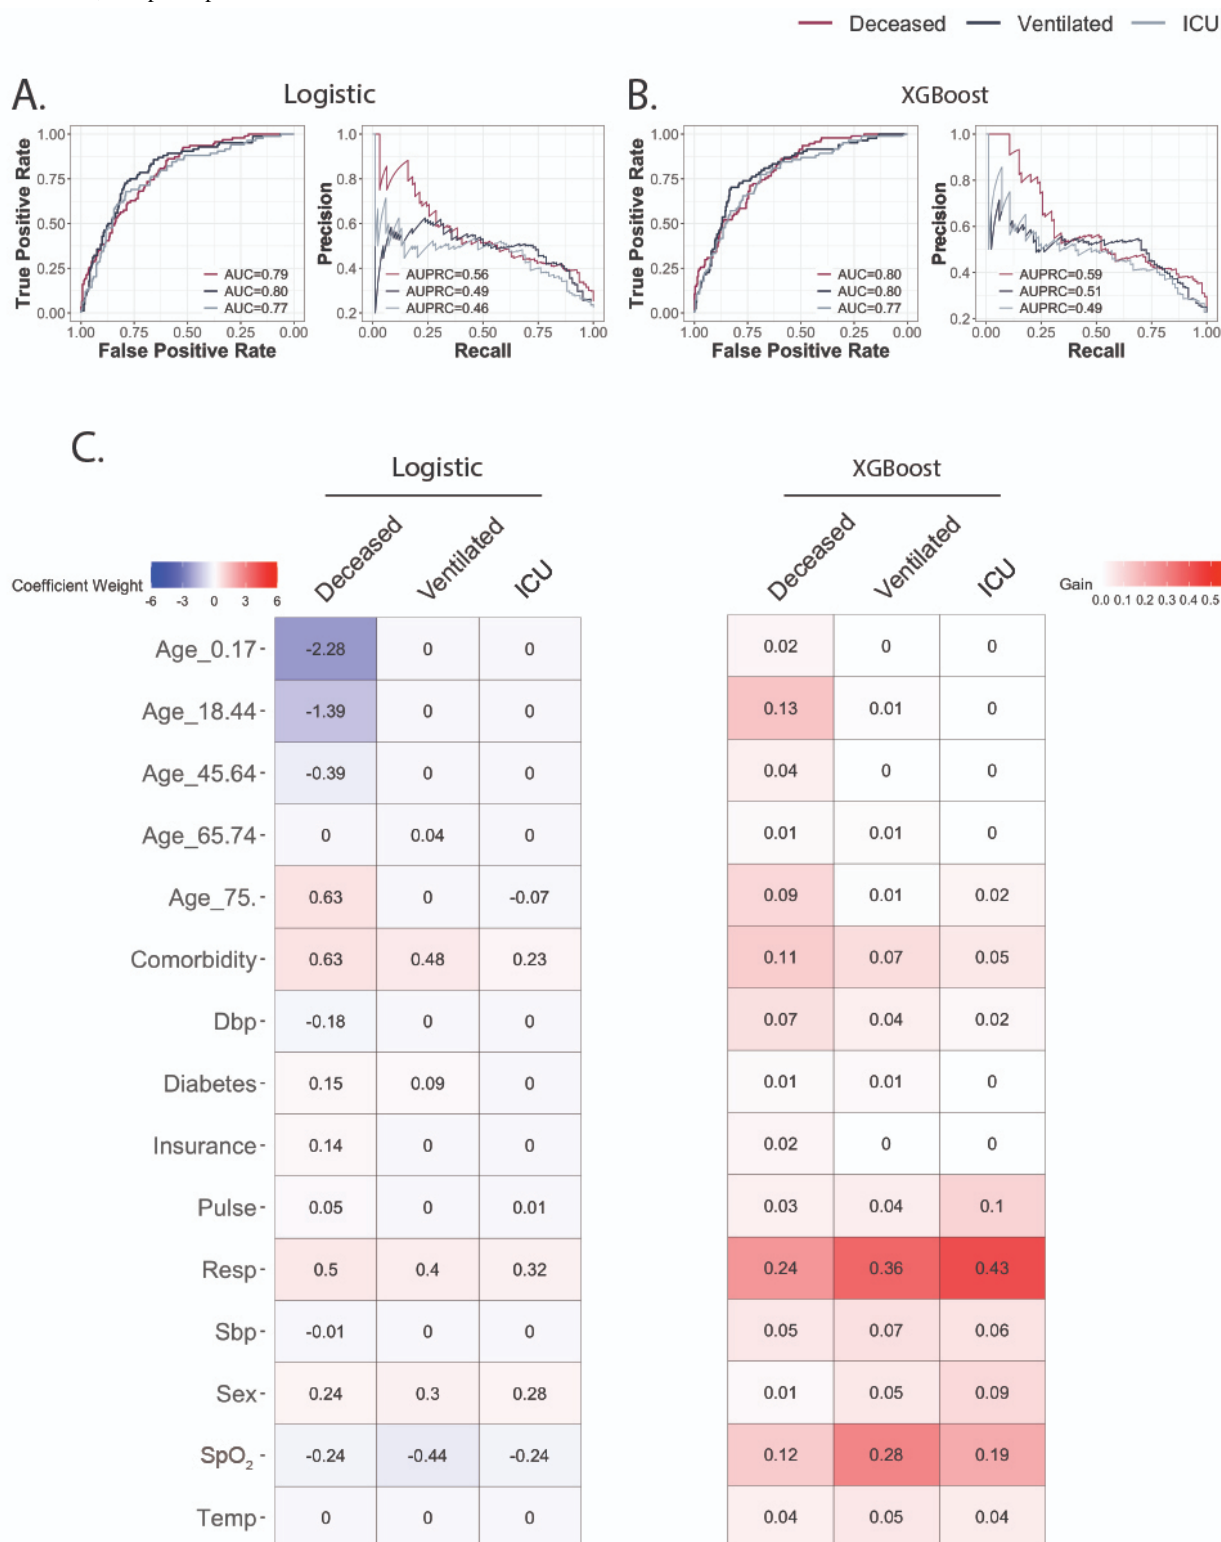 Deceased Ventilated ICU
A. Logistic B. XGBoost
True Positive Rate
1.00
0.75
0.50
0.25
0.00
AUC=0.79
AUC=0.80
AUC=0.77
1.00 0.75 0.50 0.25 0.00
False Positive Rate
Precision
1.0
0.8
0.6
0.4
0.2
AUPRC=0.56
AUPRC=0.49
AUPRC=0.46
0.00 0.25 0.50 0.75 1.00
Recall
True Positive Rate
1.00
0.75
0.50
0.25
0.00
AUC=0.80
AUC=0.80
AUC=0.77
1.00 0.75 0.50 0.25 0.00
False Positive Rate
Precision
1.0
0.8
0.6
0.4
0.2
AUPRC=0.59
AUPRC=0.51
AUPRC=0.49
0.00 0.25 0.50 0.75 1.00
Recall
C.
Logistic XGBoost
Deceased Ventilated ICU Deceased Ventilated ICU
Coefficient Weight
-6 -3 0 3 6
Gain
0.0 0.1 0.2 0.3 0.4 0.5
Age_0.17 -2.28 0 0 0.02 0 0
Age_18.44 -1.39 0 0 0.13 0.01 0
Age_45.64 -0.39 0 0 0.04 0 0
Age_65.74 0 0.04 0 0.01 0.01 0
Age_75. 0.63 0 -0.07 0.09 0.01 0.02
Comorbidity 0.63 0.48 0.23 0.11 0.07 0.05
Dbp -0.18 0 0 0.07 0.04 0.02
Diabetes 0.15 0.09 0 0.01 0.01 0
Insurance 0.14 0 0 0.02 0 0
Pulse 0.05 0 0.01 0.03 0.04 0.1
Resp 0.5 0.4 0.32 0.24 0.36 0.43
Sbp -0.01 0 0 0.05 0.07 0.06
Sex 0.24 0.3 0.28 0.01 0.05 0.09
SpO₂ -0.24 -0.44 -0.24 0.12 0.28 0.19
Temp 0 0 0 0.04 0.05 0.04